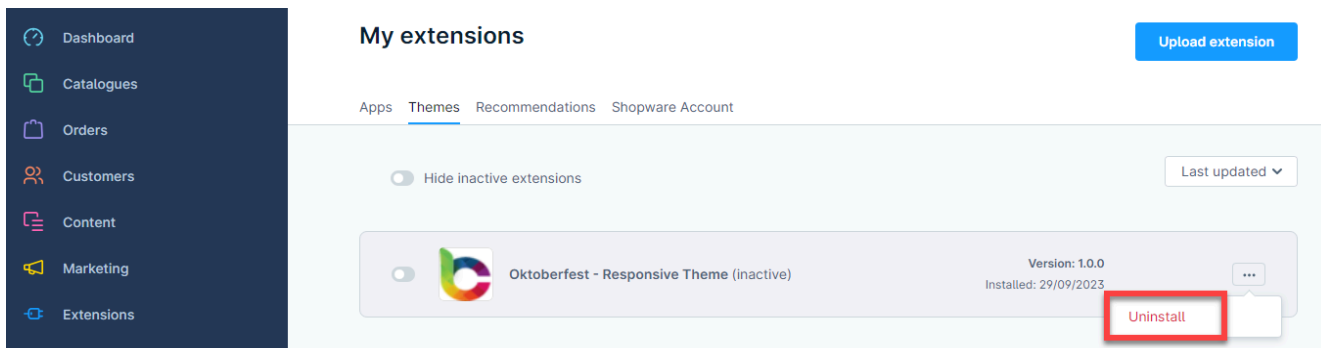 Dashboard
Catalogues
Orders
Customers
Content
Marketing
Extensions
My extensions
Upload extension
Apps Themes Recommendations Shopware Account
Hide inactive extensions
Last updated
Oktoberfest - Responsive Theme (inactive)
Version: 1.0.0
Installed: 29/09/2023
Uninstall